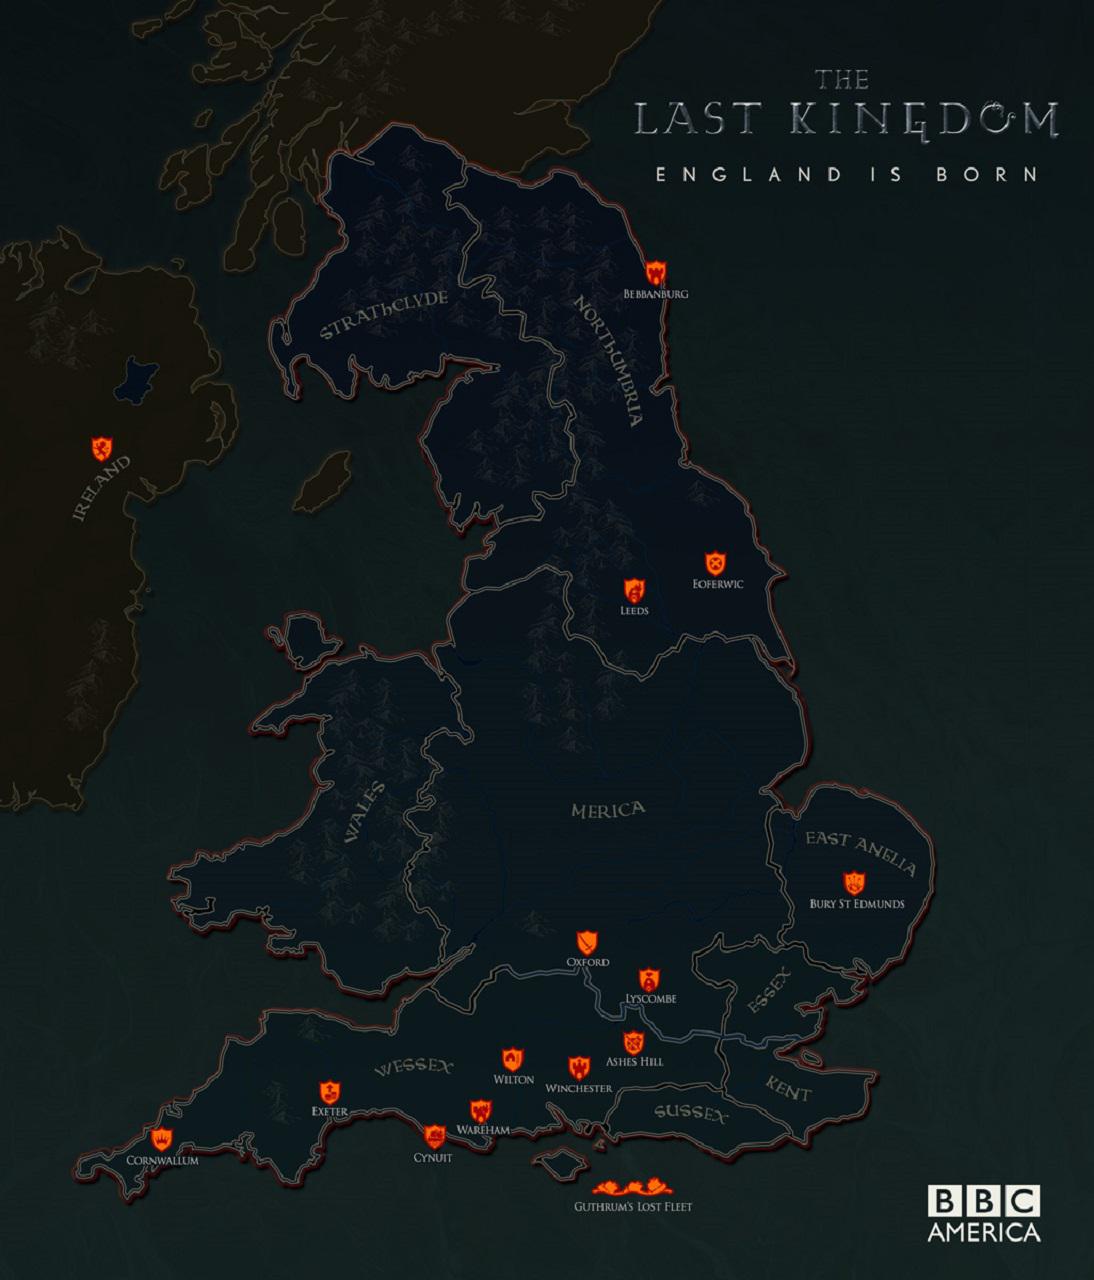 THE
LAST KINGDOM
ENGLAND IS BORN
BEBBANBURG
STRATHCLYDE
NORTHUMBRIA
IRELAND
EOFERWIC
LEEDS
WALES
MERICA
EAST ANGLIA
BURY ST EDMUNDS
OXFORD
LYSCOMBE
ESSEX
ASHES HILL
WESSEX
WILTON
WINCHESTER
KENT
EXETER
SUSSEX
WAREHAM
CORNWALLUM
CYNUIT
GUTHRUM'S LOST FLEET
BBC
AMERICA